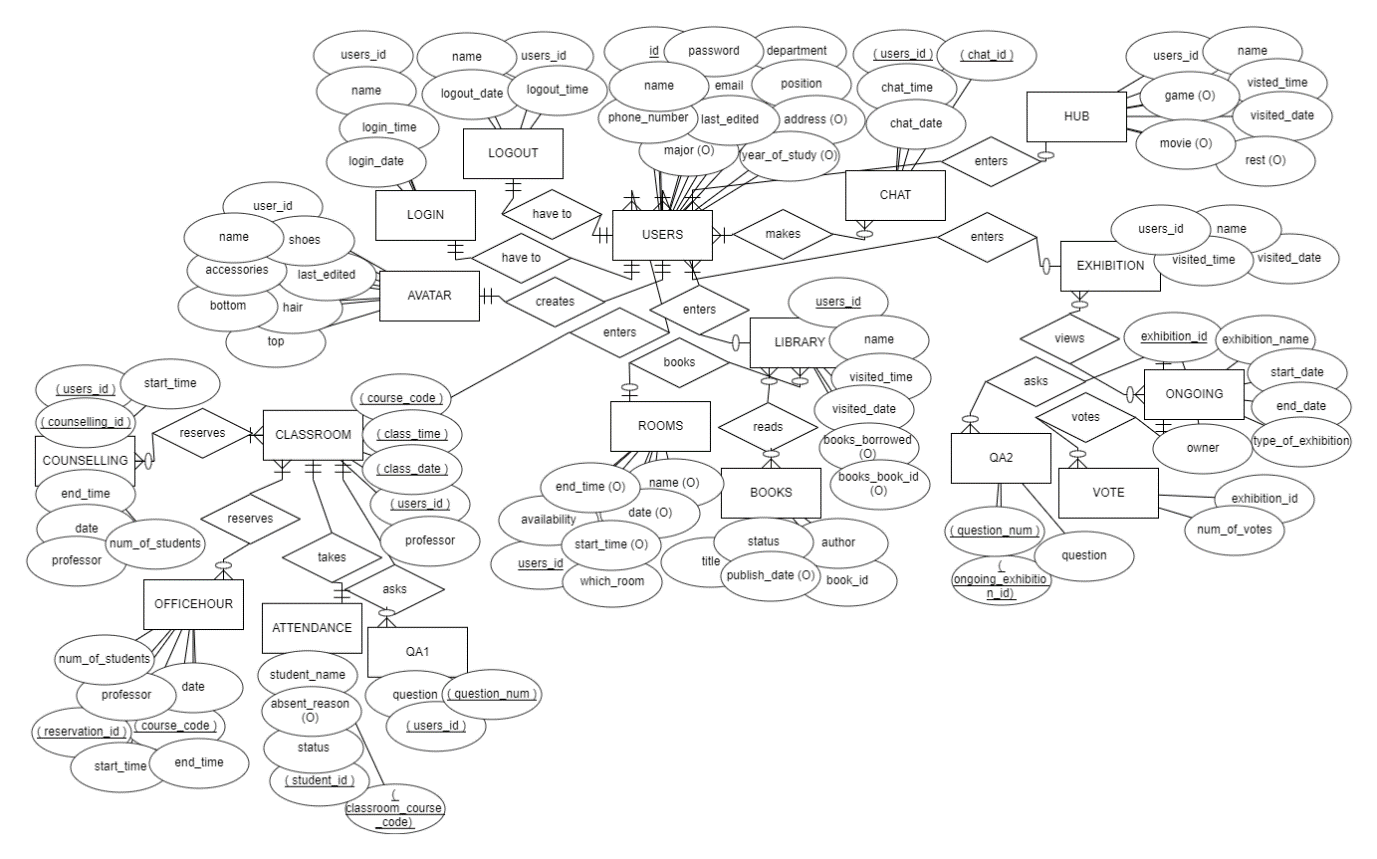 users_id
name
login_time
login_date
LOGIN
name
users_id
logout_date
logout_time
LOGOUT
have to
have to
id
password
department
name
email
position
phone_number
last_edited
address (O)
major (O)
year_of_study (O)
USERS
( users_id )
( chat_id )
chat_time
chat_date
CHAT
makes
enters
HUB
users_id
name
visted_time
game (O)
visited_date
movie (O)
rest (O)
enters
EXHIBITION
users_id
name
visited_time
visited_date
user_id
name
shoes
accessories
last_edited
bottom
hair
top
AVATAR
creates
enters
enters
LIBRARY
users_id
name
visited_time
visited_date
books_borrowed
(O)
books_book_id
(O)
books
reads
ROOMS
end_time (O)
name (O)
availability
date (O)
start_time (O)
users_id
which_room
BOOKS
status
author
title
publish_date (O)
book_id
views
ONGOING
exhibition_id
exhibition_name
start_date
end_date
type_of_exhibition
owner
asks
votes
QA2
( question_num )
(
ongoing_exhibitio
n_id)
question
VOTE
exhibition_id
num_of_votes
( users_id )
start_time
( counselling_id )
COUNSELLING
end_time
date
num_of_students
professor
reserves
CLASSROOM
( course_code )
( class_time )
( class_date )
( users_id )
professor
reserves
takes
asks
OFFICEHOUR
num_of_students
date
professor
( reservation_id )
( course_code )
start_time
end_time
ATTENDANCE
student_name
absent_reason
(O)
status
( student_id )
(
classroom_course
_code)
QA1
question
( question_num )
( users_id )